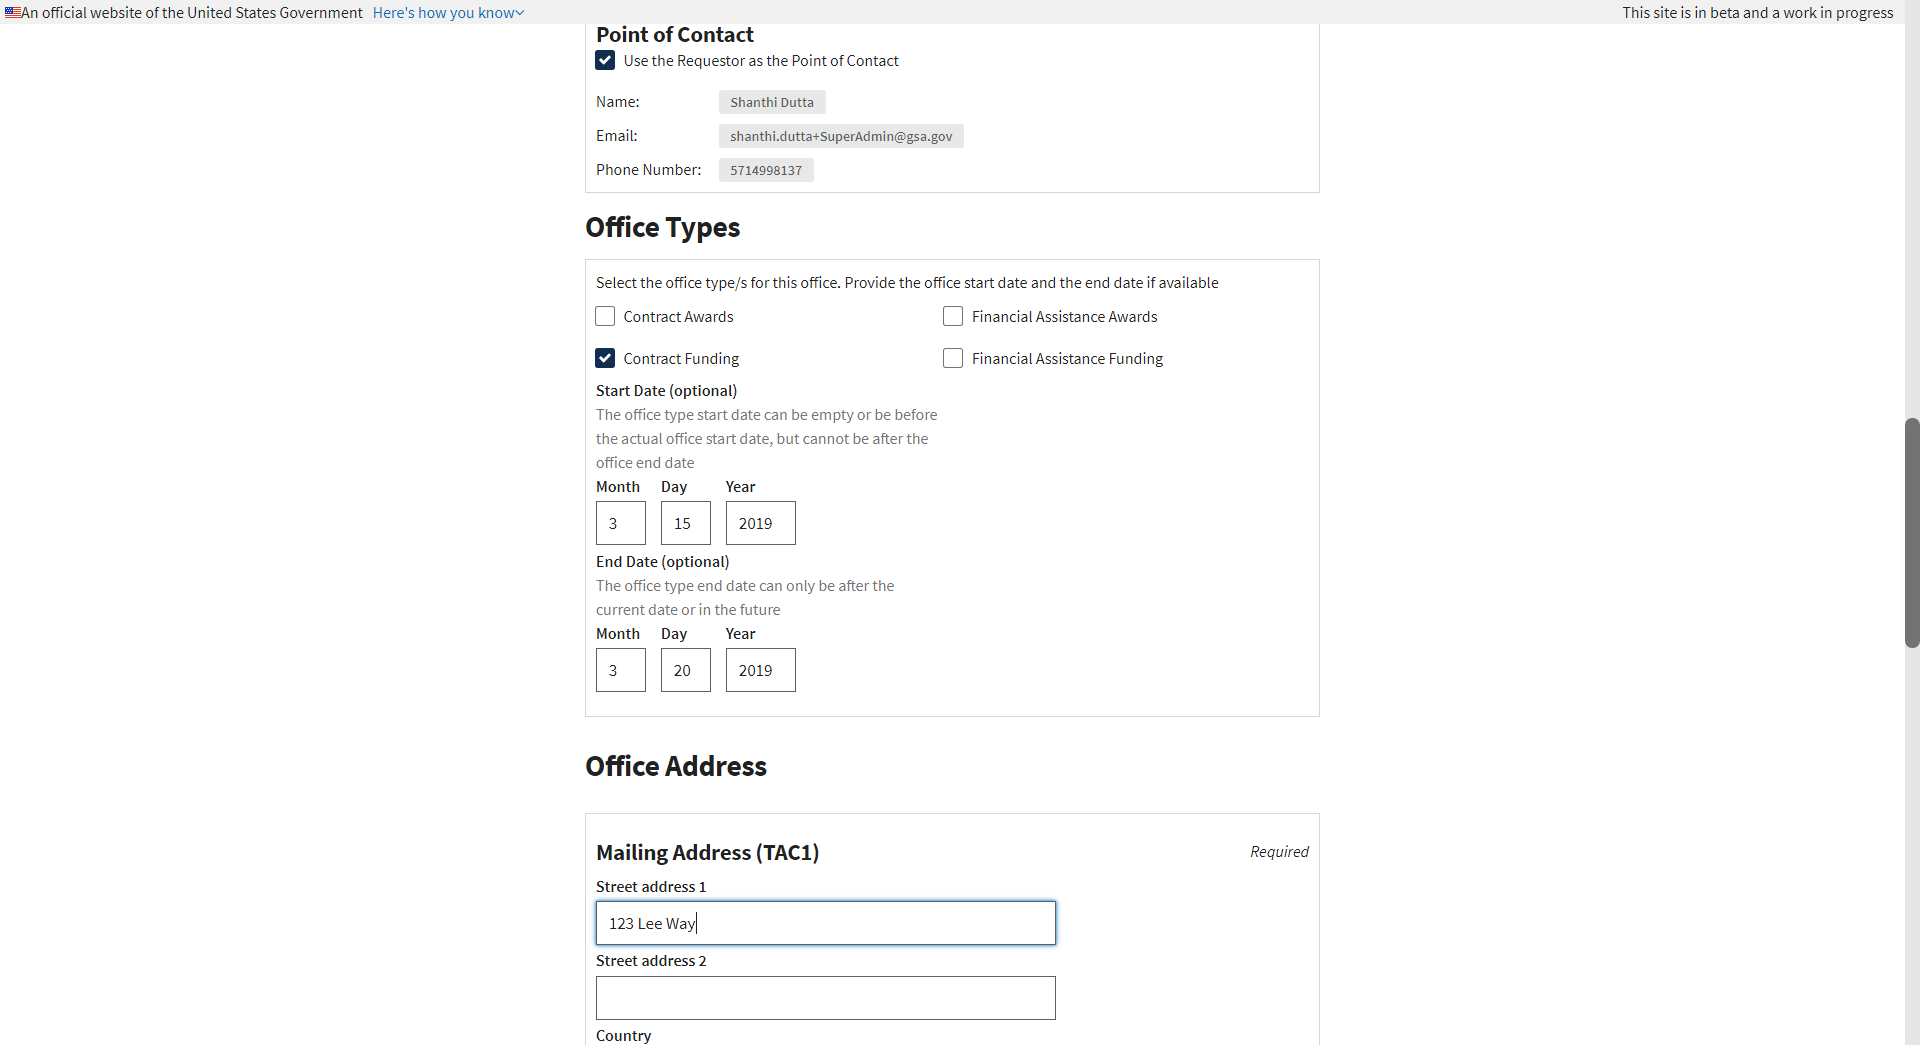 An official website of the United States Government Here's how you know
This site is in beta and a work in progress
Point of Contact
Use the Requestor as the Point of Contact
Name: Shanthi Dutta
Email: shanthi.dutta+SuperAdmin@gsa.gov
Phone Number: 5714998137
Office Types
Select the office type/s for this office. Provide the office start date and the end date if available
Contract Awards Financial Assistance Awards
Contract Funding Financial Assistance Funding
Start Date (optional)
The office type start date can be empty or be before
the actual office start date, but cannot be after the
office end date
Month Day Year
3 15 2019
End Date (optional)
The office type end date can only be after the
current date or in the future
Month Day Year
3 20 2019
Office Address
Mailing Address (TAC1) Required
Street address 1
123 Lee Way
Street address 2
Country